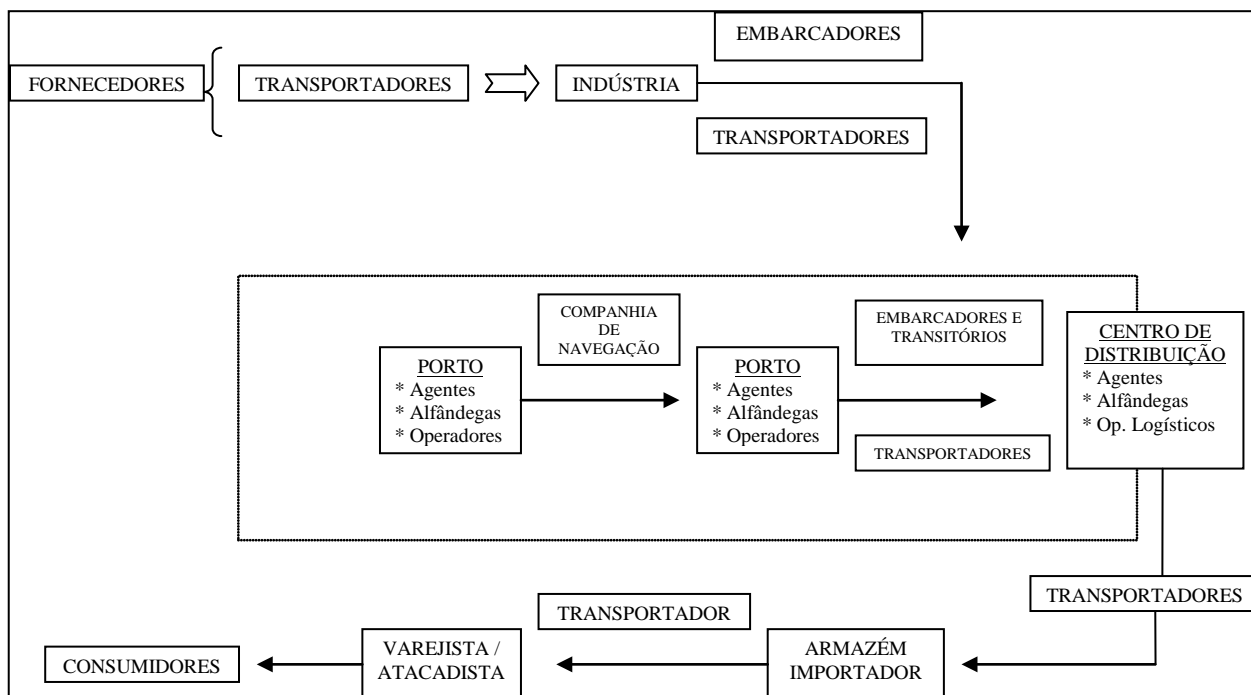 EMBARCADORES
FORNECEDORES
TRANSPORTADORES
INDÚSTRIA
TRANSPORTADORES
COMPANHIA
DE
NAVEGAÇÃO
EMBARCADORES E
TRANSITÓRIOS
PORTO
* Agentes
* Alfândegas
* Operadores
PORTO
* Agentes
* Alfândegas
* Operadores
TRANSPORTADORES
CENTRO DE
DISTRIBUIÇÃO
* Agentes
* Alfândegas
* Op. Logísticos
TRANSPORTADORES
TRANSPORTADOR
CONSUMIDORES
VAREJISTA /
ATACADISTA
ARMAZÉM
IMPORTADOR